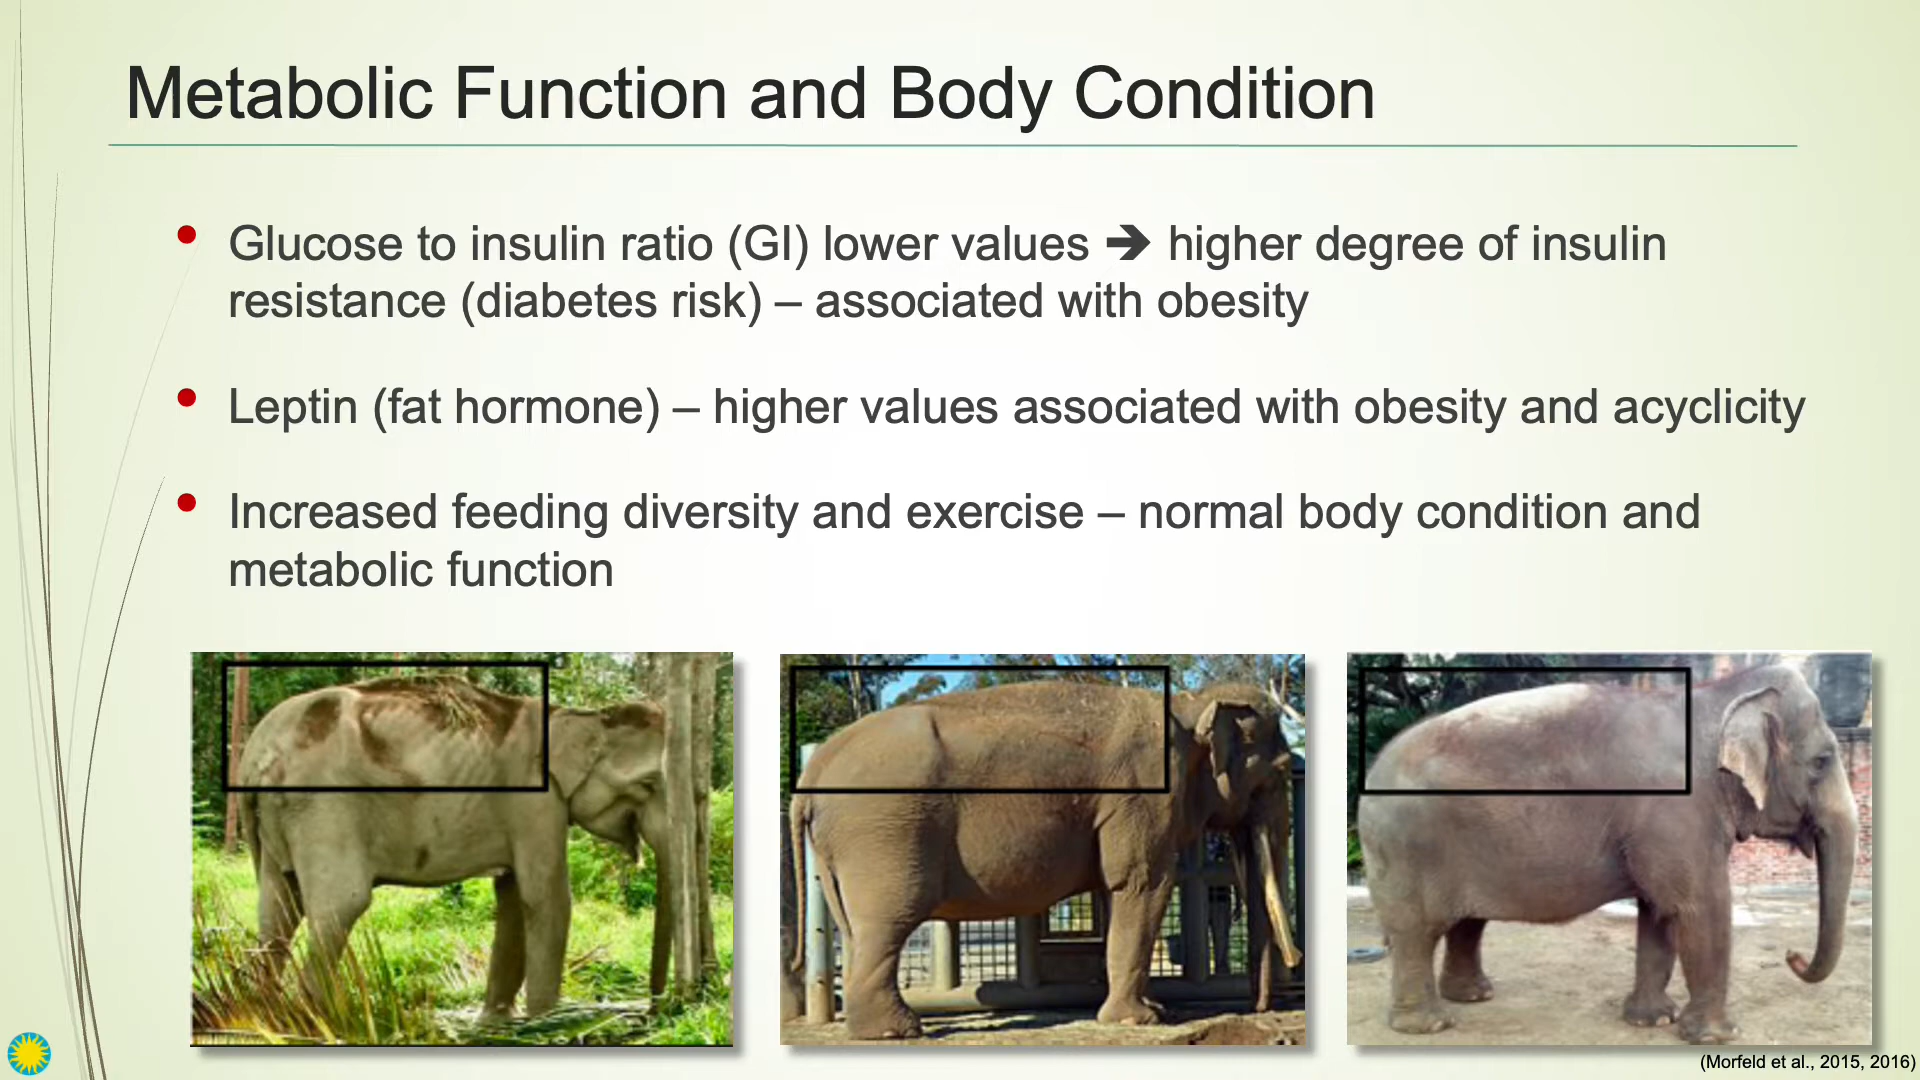 Metabolic Function and Body Condition
• Glucose to insulin ratio (GI) lower values ➔ higher degree of insulin
resistance (diabetes risk) – associated with obesity
• Leptin (fat hormone) – higher values associated with obesity and acyclicity
• Increased feeding diversity and exercise – normal body condition and
metabolic function
(Morfeld et al., 2015, 2016)